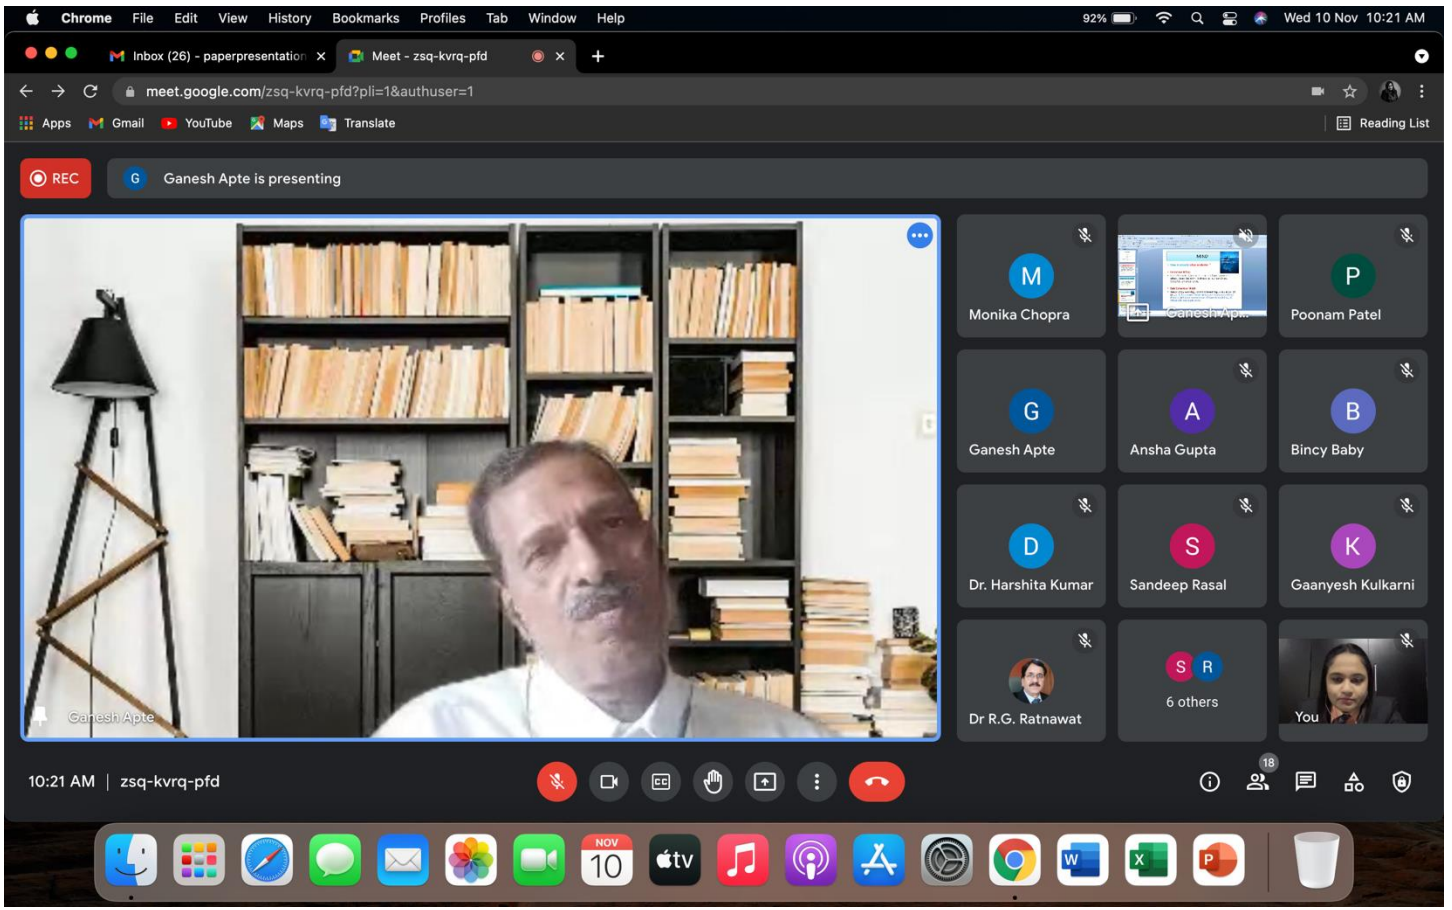 Chrome File Edit View History Bookmarks Profiles Tab Window Help 92% Wed 10 Nov 10:21 AM
Inbox (26) - paperpresentation Meet - zsq-kvrq-pfd
meet.google.com/zsq-kvrq-pfd?pli=1&authuser=1
Apps Gmail YouTube Maps Translate Reading List
REC G Ganesh Apte is presenting
M P
Monika Chopra Ganesh Ap... Poonam Patel
G A B
Ganesh Apte Ansha Gupta Bincy Baby
D S K
Dr. Harshita Kumar Sandeep Rasal Gaanyesh Kulkarni
S R
6 others
Ganesh Apte Dr R.G. Ratnawat You
10:21 AM | zsq-kvrq-pfd CC 18
NOV
10 tv W X P